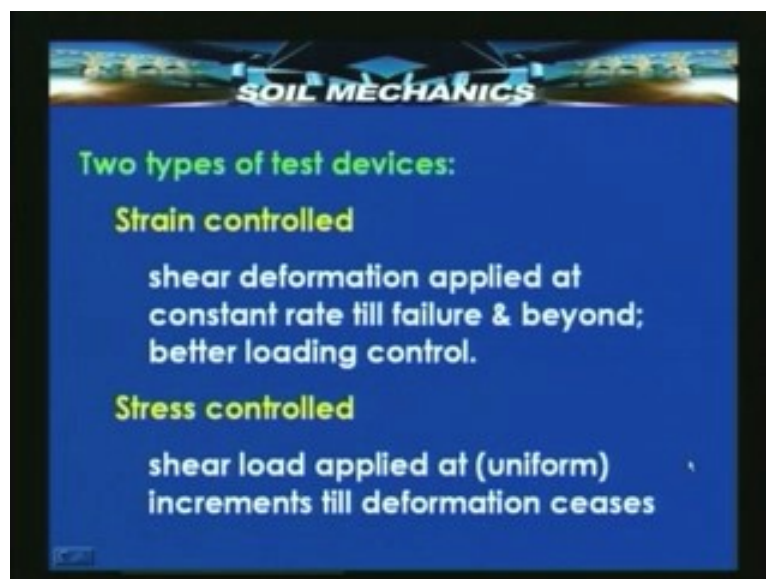 SOIL MECHANICS
Two types of test devices:
Strain controlled
shear deformation applied at
constant rate till failure & beyond;
better loading control.
Stress controlled
shear load applied at (uniform)
increments till deformation ceases